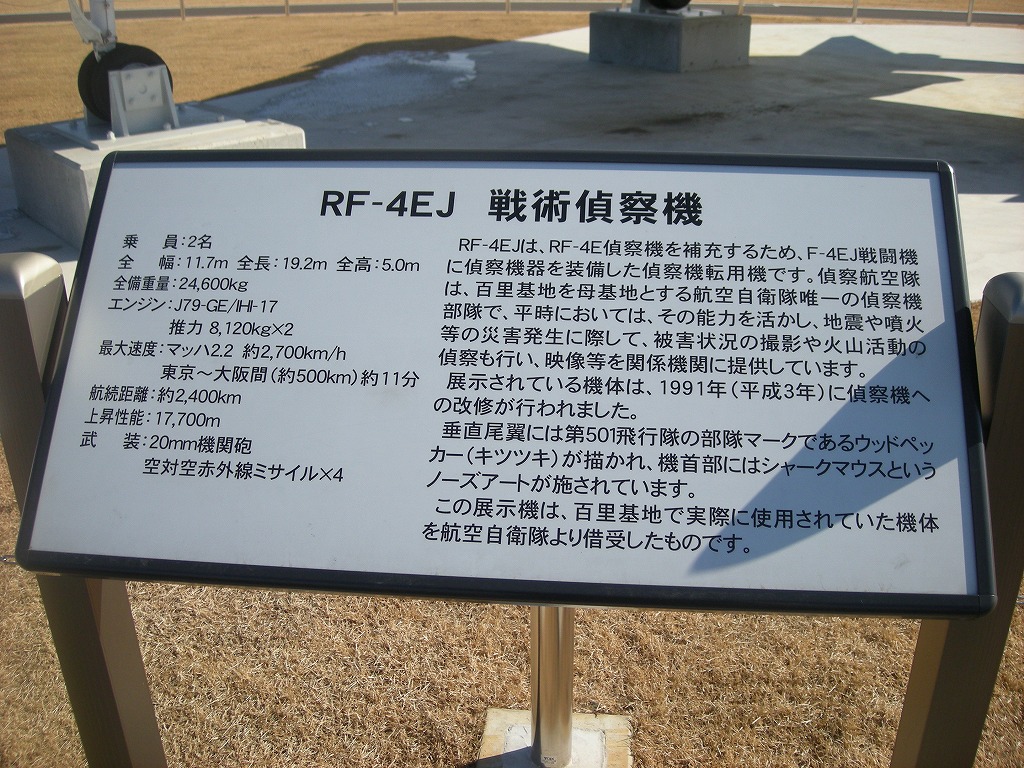 RF-4EJ 戦術偵察機
乗 員：2名
全 幅：11.7m 全長：19.2m 全高：5.0m
全備重量：24,600kg
エンジン：J79-GE/IHI-17
推力 8,120kg×2
最大速度：マッハ2.2 約2,700km/h
東京～大阪間（約500km）約11分
航続距離：約2,400km
上昇性能：17,700m
武 装：20mm機関砲
空対空赤外線ミサイル×4
RF-4EJは、RF-4E偵察機を補充するため、F-4EJ戦闘機
に偵察機器を装備した偵察機転用機です。偵察航空隊
は、百里基地を母基地とする航空自衛隊唯一の偵察機
部隊で、平時においては、その能力を活かし、地震や噴火
等の災害発生に際して、被害状況の撮影や火山活動の
偵察も行い、映像等を関係機関に提供しています。
展示されている機体は、1991年（平成3年）に偵察機へ
の改修が行われました。
垂直尾翼には第501飛行隊の部隊マークであるウッドペッ
カー（キツツキ）が描かれ、機首部にはシャークマウスという
ノーズアートが施されています。
この展示機は、百里基地で実際に使用されていた機体
を航空自衛隊より借受したものです。